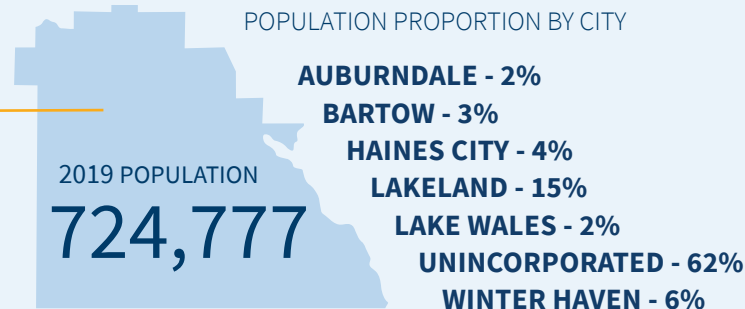 POPULATION PROPORTION BY CITY
AUBURNDALE - 2%
BARTOW - 3%
HAINES CITY - 4%
LAKELAND - 15%
LAKE WALES - 2%
UNINCORPORATED - 62%
WINTER HAVEN - 6%
2019 POPULATION
724,777